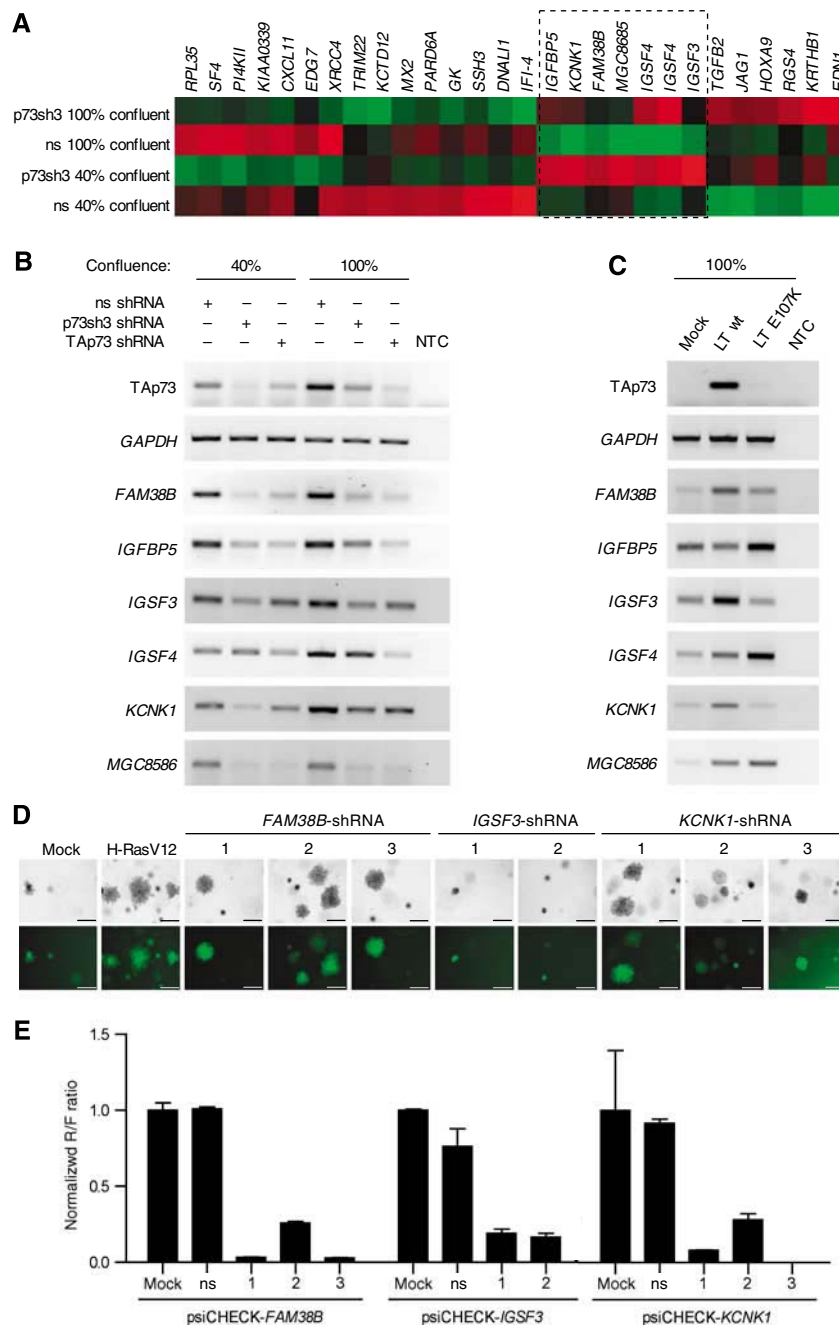 A
RPL35 SF4 PI4KII KIAA0339 CXCL11 EDG7 XRCC4 TRIM22 KCTD12 MX2 PARD6A GK SSH3 DNALI1 IFI-4 IGFBP5 KCNK1 FAM38B MGC8685 IGSF4 IGSF4 IGSF3 TGFB2 JAG1 HOXA9 RGS4 KRTHB1 EDN1
p73sh3 100% confluent
ns 100% confluent
p73sh3 40% confluent
ns 40% confluent
B
Confluence: 40% 100%
ns shRNA + – – + – –
p73sh3 shRNA – + – – + –
TAp73 shRNA – – + – – + NTC
TAp73
GAPDH
FAM38B
IGFBP5
IGSF3
IGSF4
KCNK1
MGC8586
C
100%
Mock LT wt LT E107K NTC
TAp73
GAPDH
FAM38B
IGFBP5
IGSF3
IGSF4
KCNK1
MGC8586
D
FAM38B-shRNA IGSF3-shRNA KCNK1-shRNA
Mock H-RasV12 1 2 3 1 2 1 2 3
E
Normalizwd R/F ratio
1.5
1.0
0.5
0.0
Mock ns 1 2 3 Mock ns 1 2 Mock ns 1 2 3
psiCHECK-FAM38B psiCHECK-IGSF3 psiCHECK-KCNK1